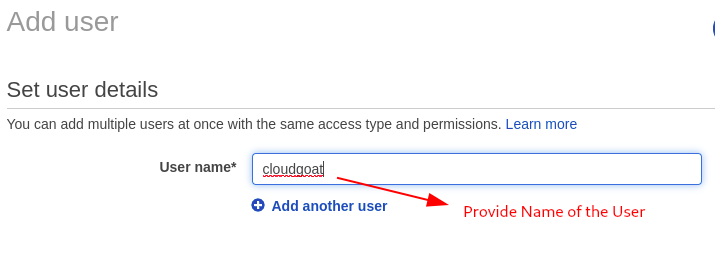 Add user
Set user details
You can add multiple users at once with the same access type and permissions. Learn more
User name* cloudgoat
Add another user
Provide Name of the User